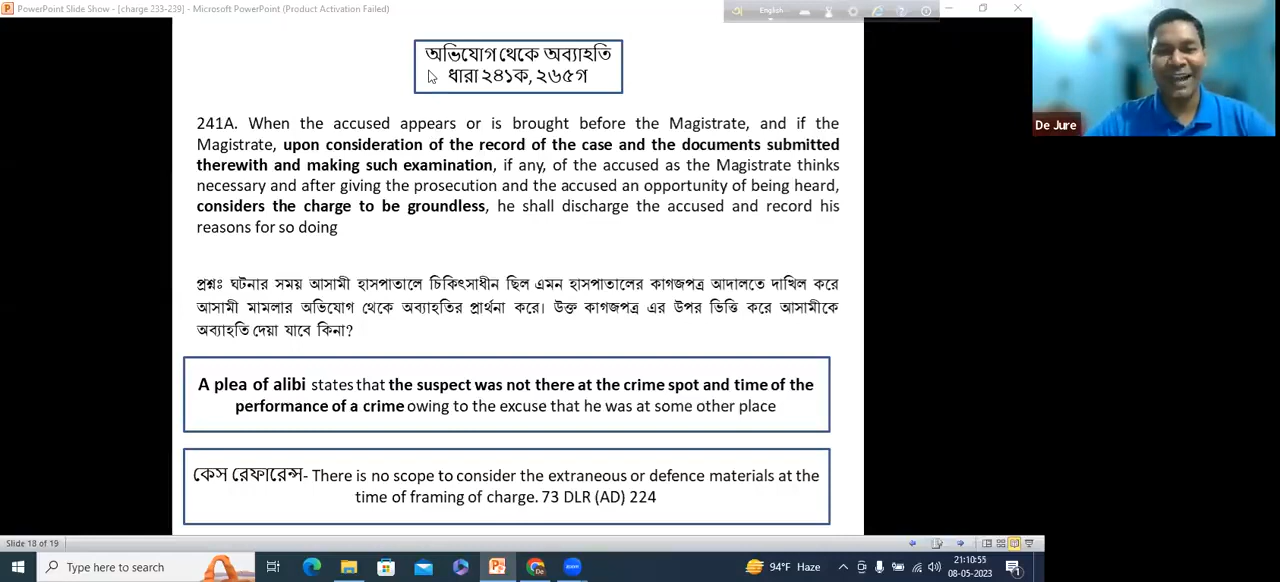 PowerPoint Slide Show - [charge 233-239] - Microsoft PowerPoint (Product Activation Failed)
English
অভিযোগ থেকে অব্যাহতি
ধারা ২৪১ক, ২৬৫গ
De Jure
241A. When the accused appears or is brought before the Magistrate, and if the
Magistrate, upon consideration of the record of the case and the documents submitted
therewith and making such examination, if any, of the accused as the Magistrate thinks
necessary and after giving the prosecution and the accused an opportunity of being heard,
considers the charge to be groundless, he shall discharge the accused and record his
reasons for so doing
প্রশ্নঃ ঘটনার সময় আসামী হাসপাতালে চিকিৎসাধীন ছিল এমন হাসপাতালের কাগজপত্র আদালতে দাখিল করে
আসামী মামলার অভিযোগ থেকে অব্যাহতির প্রার্থনা করে। উক্ত কাগজপত্র এর উপর ভিত্তি করে আসামীকে
অব্যাহতি দেয়া যাবে কিনা?
A plea of alibi states that the suspect was not there at the crime spot and time of the
performance of a crime owing to the excuse that he was at some other place
কেস রেফারেন্স- There is no scope to consider the extraneous or defence materials at the
time of framing of charge. 73 DLR (AD) 224
Slide 18 of 19
Type here to search
94°F Haze
21:10:55
08-05-2023